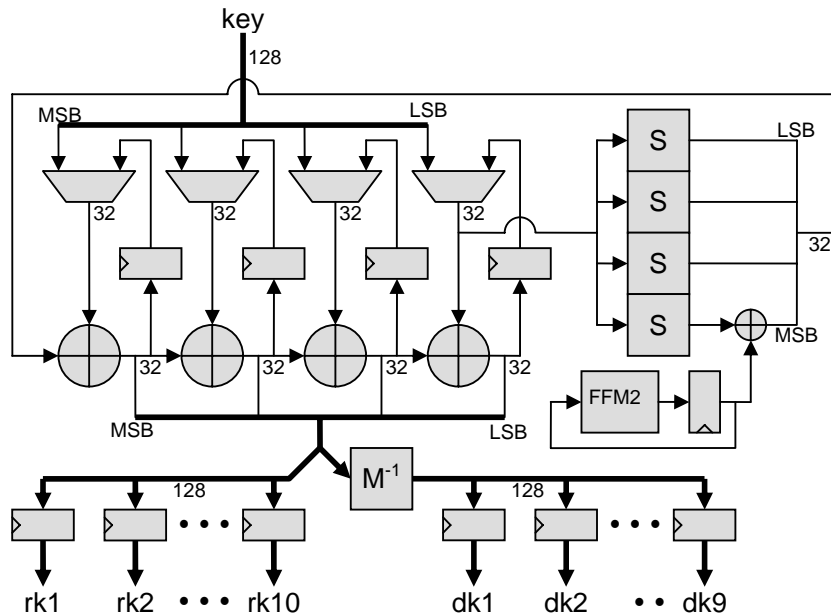 key
128
MSB
LSB
32
32
32
32
S
S
S
S
LSB
32
MSB
32
32
32
32
FFM2
MSB
LSB
128
M-1
128
rk1
rk2
• • •
rk10
dk1
dk2
• •
dk9